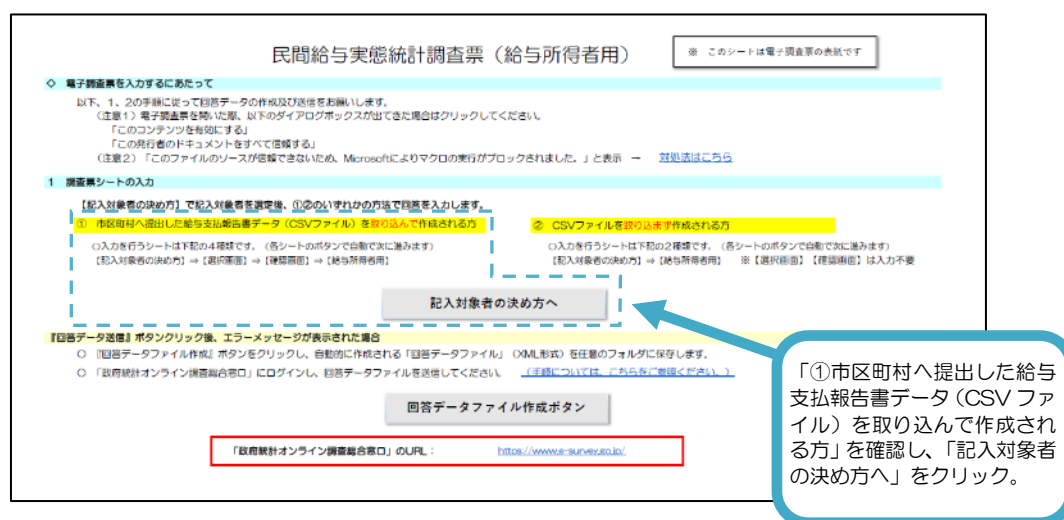 民間給与実態統計調査票（給与所得者用）
※　このシートは電子調査票の表紙です
◇　電子調査票を入力するにあたって
以下、1、2の手順に従って回答データの作成及び送信をお願いします。
（注意1）電子調査票を開いた際、以下のダイアログボックスが出てきた場合はクリックしてください。
「このコンテンツを有効にする」
「この発行者のドキュメントをすべて信頼する」
（注意2）「このファイルのソースが信頼できないため、Microsoftによりマクロの実行がブロックされました。」と表示　→　対処法はこちら
1　調査票シートの入力
【記入対象者の決め方】で記入対象者を選定後、①②のいずれかの方法で回答を入力します。
①　市区町村へ提出した給与支払報告書データ（CSVファイル）を取り込んで作成される方
②　CSVファイルを取り込まず作成される方
○入力を行うシートは下記の4種類です。（各シートのボタンで自動で次に進みます）
【記入対象者の決め方】⇒【選択画面】⇒【確認画面】⇒【給与所得者用】
○入力を行うシートは下記の2種類です。（各シートのボタンで自動で次に進みます）
【記入対象者の決め方】⇒【給与所得者用】　※【選択画面】【確認画面】は入力不要
記入対象者の決め方へ
『回答データ送信』ボタンクリック後、エラーメッセージが表示された場合
○　『回答データファイル作成』ボタンをクリックし、自動的に作成される「回答データファイル」（XML形式）を任意のフォルダに保存します。
○　「政府統計オンライン調査総合窓口」にログインし、回答データファイルを送信してください。　（手順については、こちらをご参照ください。）
回答データファイル作成ボタン
「政府統計オンライン調査総合窓口」のURL：　https://www.e-survey.go.jp/
「①市区町村へ提出した給与
支払報告書データ（CSV ファ
イル）を取り込んで作成され
る方」を確認し、「記入対象者
の決め方へ」をクリック。